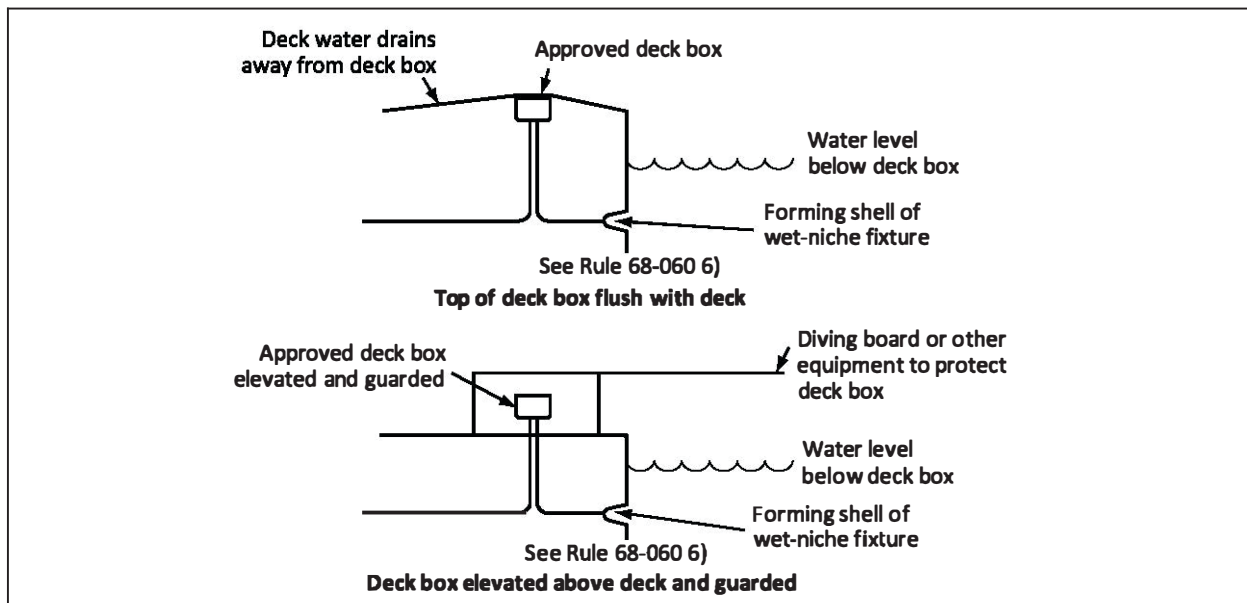 Deck water drains
away from deck box
Approved deck box
Water level
below deck box
Forming shell of
wet-niche fixture
See Rule 68-060 6)
Top of deck box flush with deck
Approved deck box
elevated and guarded
Diving board or other
equipment to protect
deck box
Water level
below deck box
Forming shell of
wet-niche fixture
See Rule 68-060 6)
Deck box elevated above deck and guarded